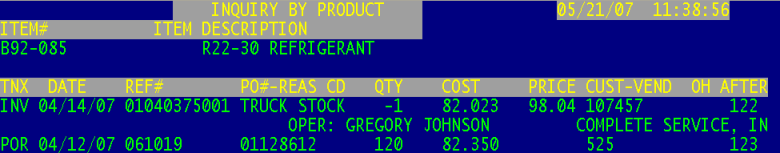 INQUIRY BY PRODUCT 05/21/07 11:38:56
ITEM# ITEM DESCRIPTION
B92-085 R22-30 REFRIGERANT
TNX DATE REF# PO#-REAS CD QTY COST PRICE CUST-VEND OH AFTER
INV 04/14/07 01040375001 TRUCK STOCK -1 82.023 98.04 107457 122
OPER: GREGORY JOHNSON COMPLETE SERVICE, IN
POR 04/12/07 061019 01128612 120 82.350 525 123